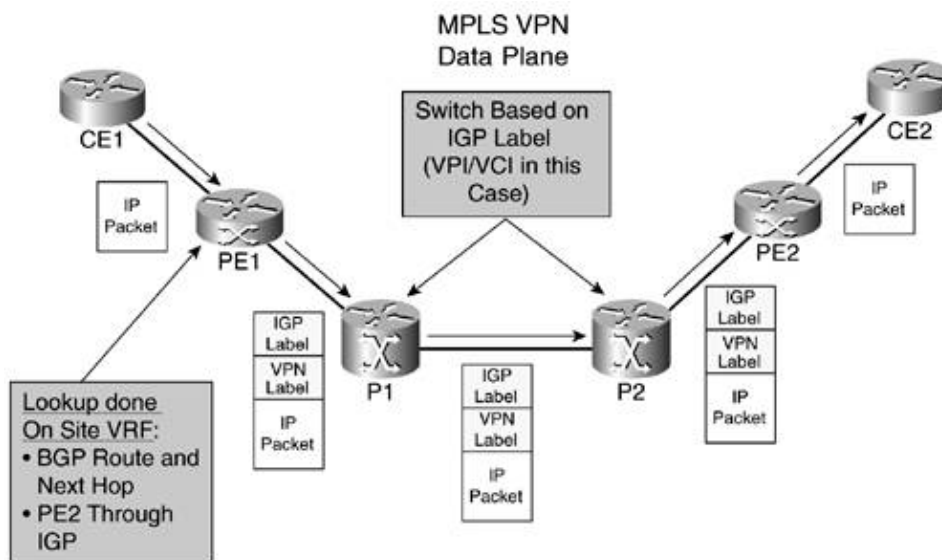 MPLS VPN
Data Plane
Switch Based on
IGP Label
(VPI/VCI in this
Case)
CE1
CE2
IP
Packet
IP
Packet
PE1
PE2
IGP
Label
VPN
Label
IP
Packet
P1
P2
IGP
Label
VPN
Label
IP
Packet
IGP
Label
VPN
Label
IP
Packet
Lookup done
On Site VRF:
• BGP Route and
Next Hop
• PE2 Through
IGP